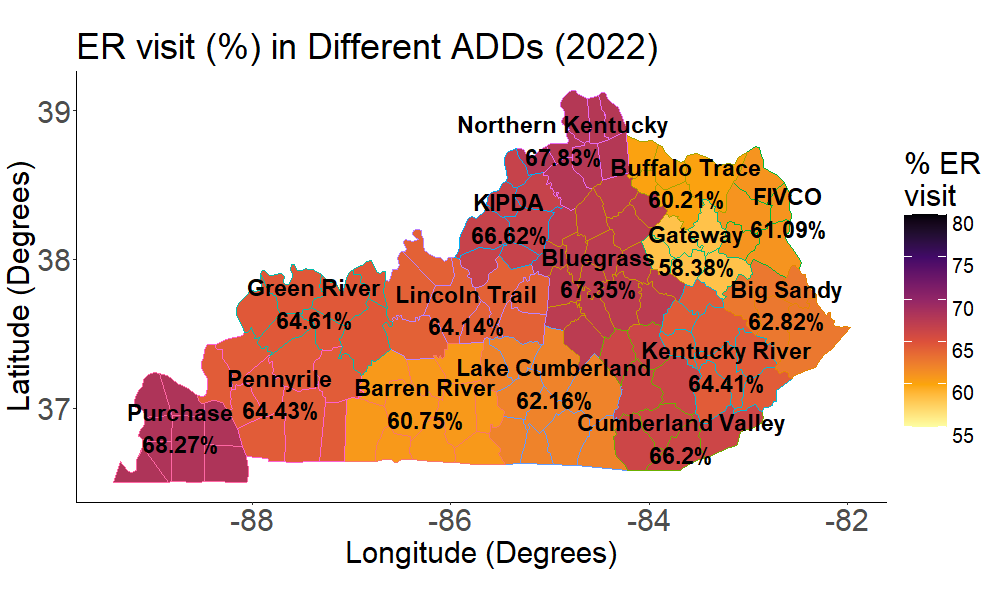 ER visit (%) in Different ADDs (2022)
Latitude (Degrees)
39
38
37
Northern Kentucky
67.83%
Buffalo Trace
60.21%
FIVCO
61.09%
KIPDA
66.62%
Gateway
58.38%
Bluegrass
67.35%
Big Sandy
62.82%
Green River
64.61%
Lincoln Trail
64.14%
Kentucky River
64.41%
Lake Cumberland
62.16%
Pennyrile
64.43%
Barren River
60.75%
Purchase
68.27%
Cumberland Valley
66.2%
-88
-86
-84
-82
Longitude (Degrees)
% ER
visit
80
75
70
65
60
55